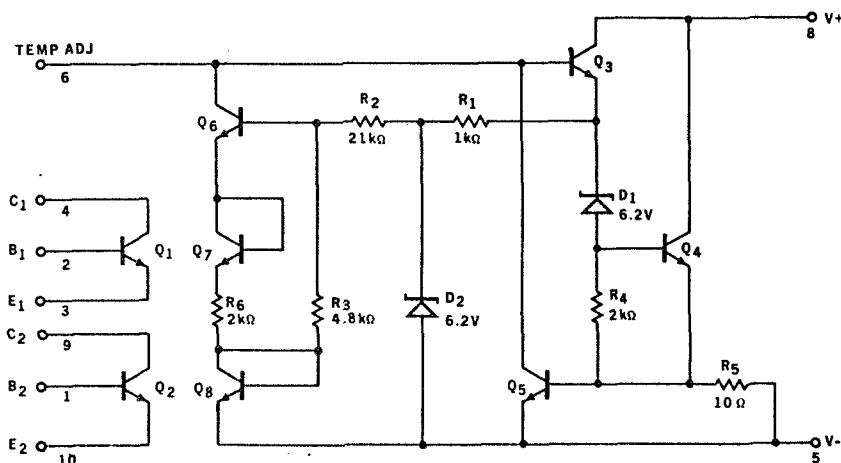 V+
8
TEMP ADJ
6
Q3
R2
21kΩ
R1
1kΩ
Q6
D1
6.2V
C1
4
B1
2
Q1
Q7
Q4
E1
3
R6
2kΩ
R3
4.8kΩ
D2
6.2V
R4
2kΩ
C2
9
B2
1
Q2
Q8
Q5
R5
10 Ω
E2
10
V-
5